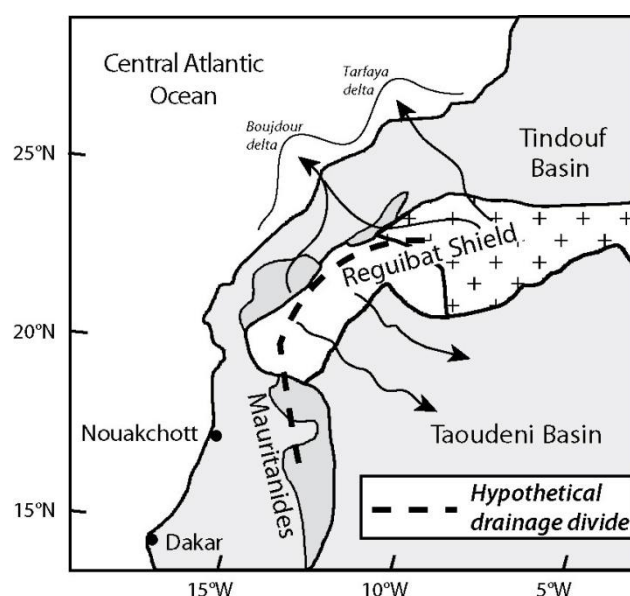 Central Atlantic
Ocean
Tarfaya
delta
Boujdour
delta
Tindouf
Basin
25°N
Reguibat Shield
20°N
Mauritanides
Nouakchott
Taoudeni Basin
15°N
Dakar
Hypothetical
drainage divide
15°W
10°W
5°W